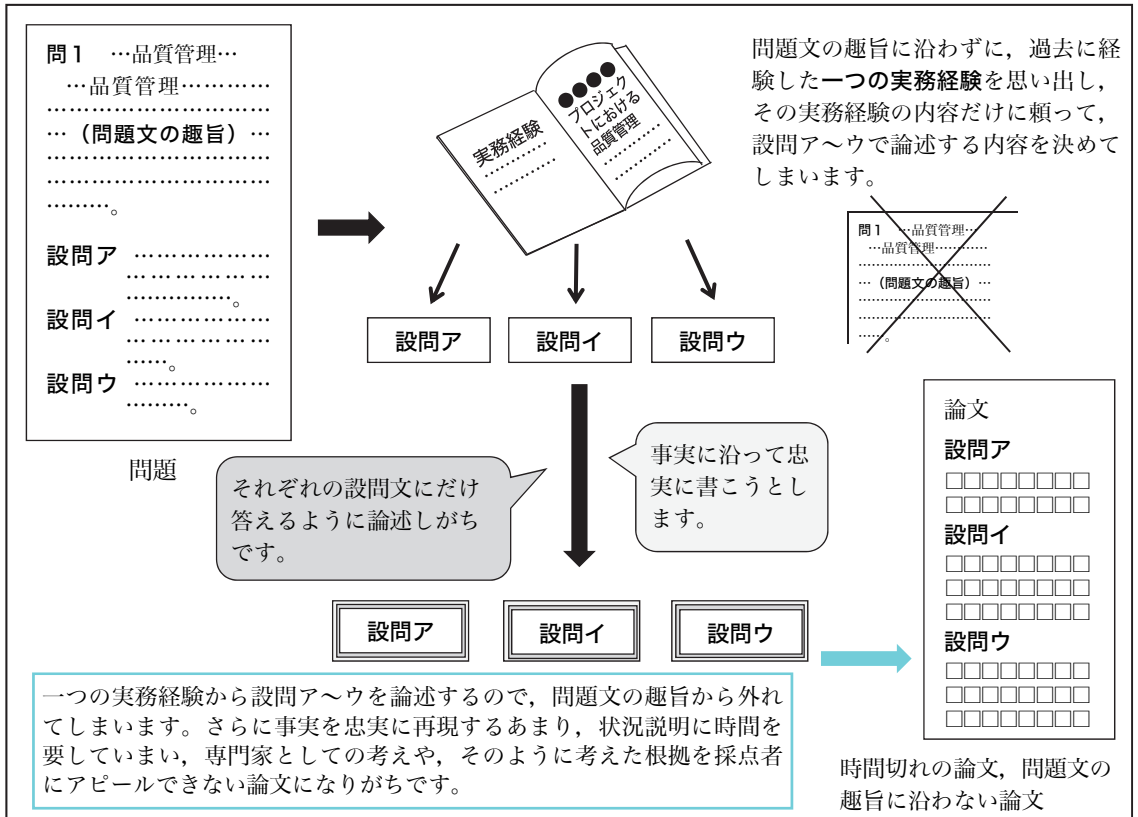 問1 …品質管理…
…品質管理…………
……………………………
…（問題文の趣旨）…
……………………………
……………………………
………。
設問ア ………………
………………
……………。
設問イ ………………
………………
……。
設問ウ ………………
………。
問題
実務経験
…………
…………
●●●●
プロジェク
トにおける
品質管理
…………
…………
問題文の趣旨に沿わずに，過去に経
験した一つの実務経験を思い出し，
その実務経験の内容だけに頼って，
設問ア～ウで論述する内容を決めて
しまいます。
問1 …品質管理…
…品質管理…………
……………………………
…（問題文の趣旨）…
……………………………
……。
設問ア
設問イ
設問ウ
それぞれの設問文にだけ
答えるように論述しがち
です。
事実に沿って忠
実に書こうとし
ます。
設問ア
設問イ
設問ウ
一つの実務経験から設問ア～ウを論述するので，問題文の趣旨から外れ
てしまいます。さらに事実を忠実に再現するあまり，状況説明に時間を
要していまい，専門家としての考えや，そのように考えた根拠を採点者
にアピールできない論文になりがちです。
論文
設問ア
□□□□□□□□
□□□□□□□□
設問イ
□□□□□□□□
□□□□□□□□
□□□□□□□□
設問ウ
□□□□□□□□
□□□□□□□□
□□□□□□□□
時間切れの論文，問題文の
趣旨に沿わない論文